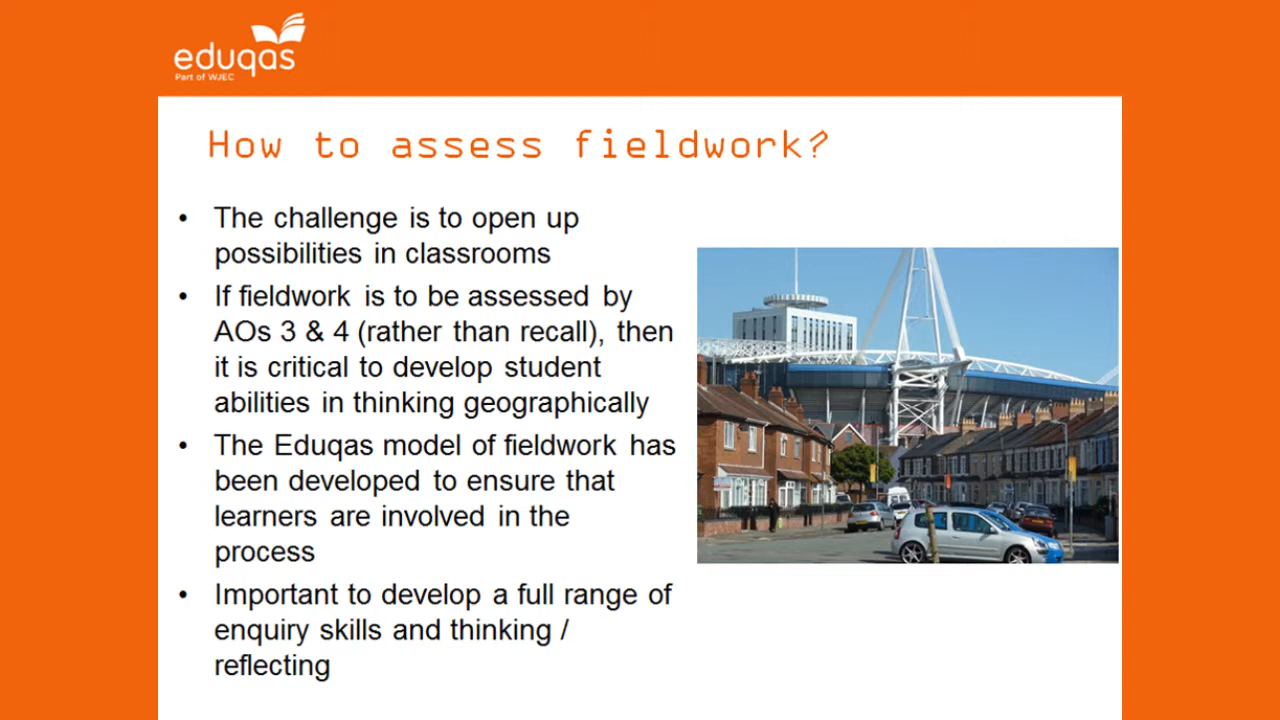 eduqas
Part of WJEC
How to assess fieldwork?
• The challenge is to open up
possibilities in classrooms
• If fieldwork is to be assessed by
AOs 3 & 4 (rather than recall), then
it is critical to develop student
abilities in thinking geographically
• The Eduqas model of fieldwork has
been developed to ensure that
learners are involved in the
process
• Important to develop a full range of
enquiry skills and thinking /
reflecting